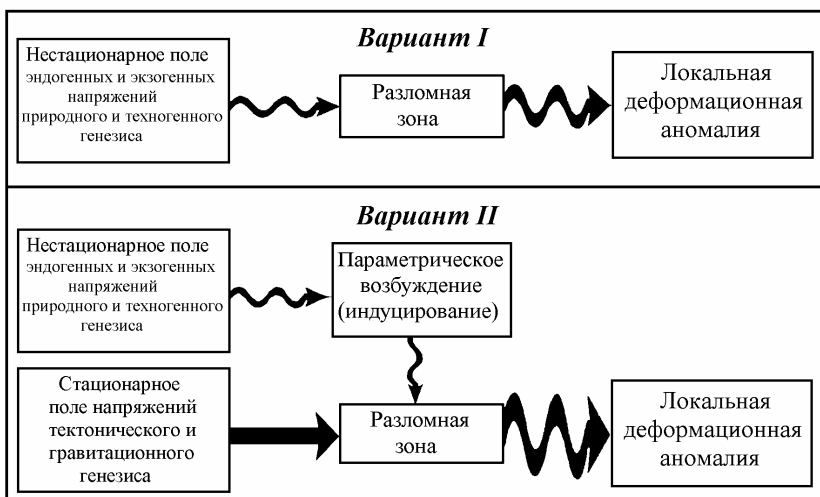 Вариант I
Нестационарное поле
эндогенных и экзогенных
напряжений
природного и техногенного
генезиса
Разломная
зона
Локальная
деформационная
аномалия
Вариант II
Нестационарное поле
эндогенных и экзогенных
напряжений
природного и техногенного
генезиса
Параметрическое
возбуждение
(индуцирование)
Стационарное
поле напряжений
тектонического и
гравитационного
генезиса
Разломная
зона
Локальная
деформационная
аномалия